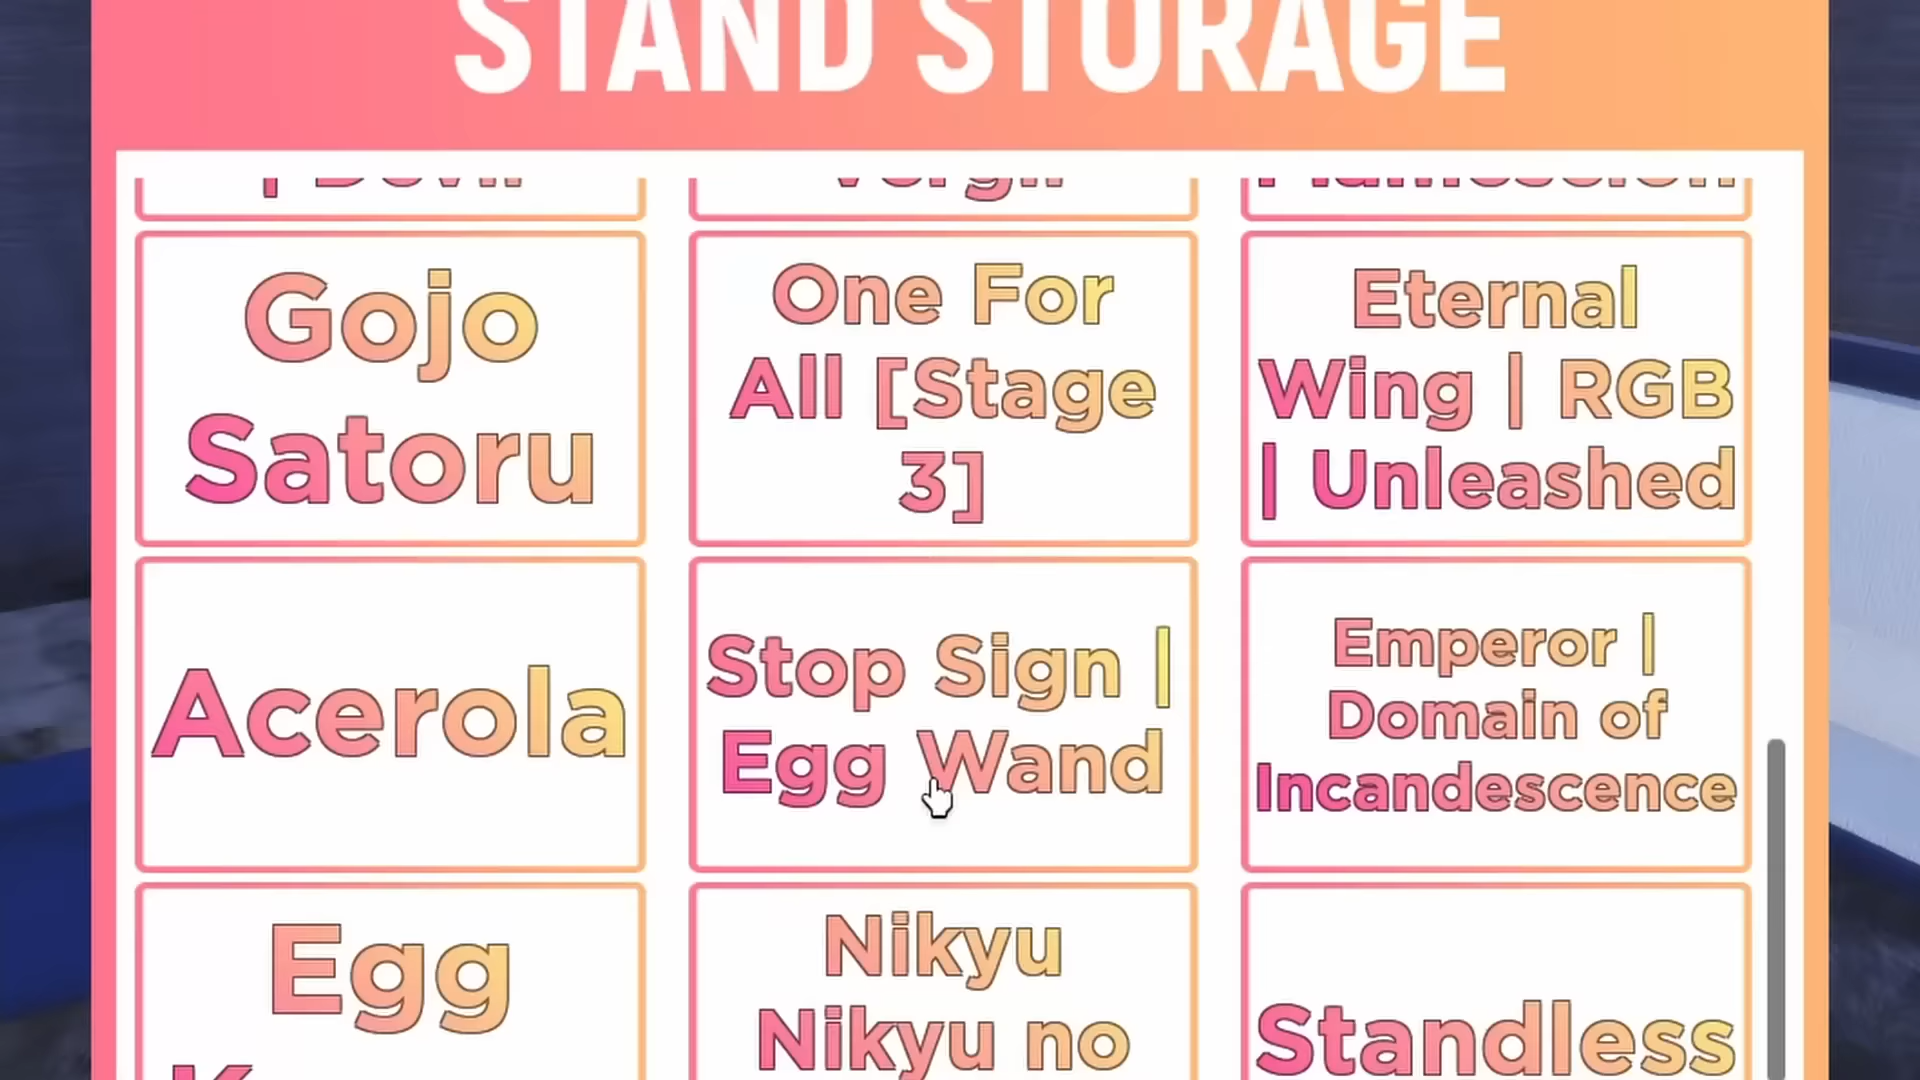 STAND STORAGE
Gojo
Satoru
One For
All [Stage
3]
Eternal
Wing | RGB
| Unleashed
Acerola
Stop Sign |
Egg Wand
Emperor |
Domain of
Incandescence
Egg
Nikyu
Nikyu no
Standless